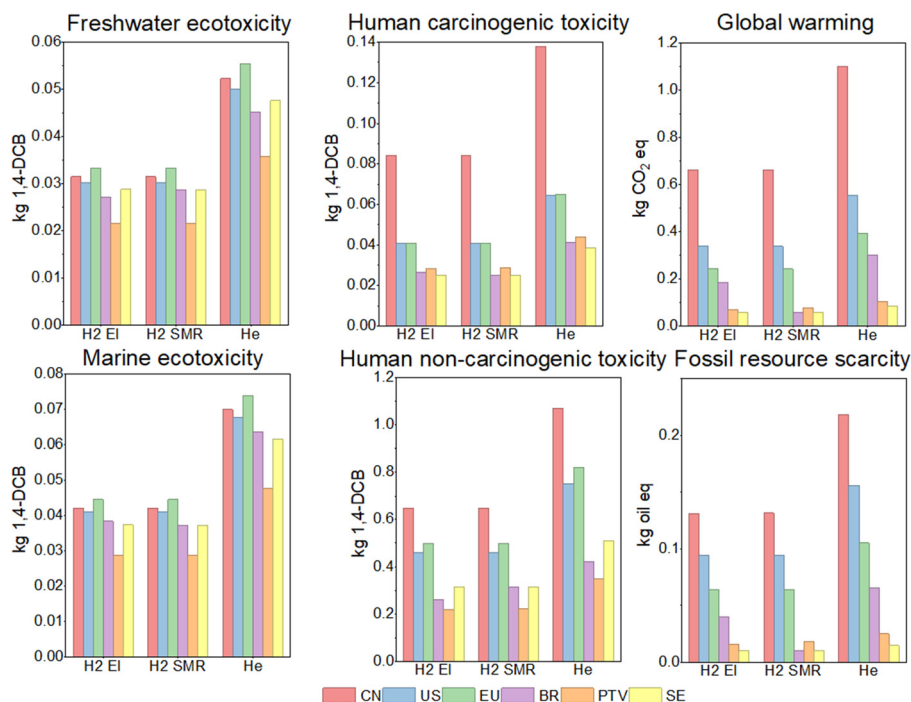 Freshwater ecotoxicity
kg 1,4-DCB
0.06
0.05
0.04
0.03
0.02
0.01
0.00
H2 El
H2 SMR
He
Human carcinogenic toxicity
kg 1,4-DCB
0.14
0.12
0.10
0.08
0.06
0.04
0.02
0.00
H2 El
H2 SMR
He
Global warming
kg CO2 eq
1.2
1.0
0.8
0.6
0.4
0.2
0.0
H2 El
H2 SMR
He
Marine ecotoxicity
kg 1,4-DCB
0.08
0.07
0.06
0.05
0.04
0.03
0.02
0.01
0.00
H2 El
H2 SMR
He
Human non-carcinogenic toxicity
kg 1,4-DCB
1.2
1.0
0.8
0.6
0.4
0.2
0.0
H2 El
H2 SMR
He
Fossil resource scarcity
kg oil eq
0.2
0.1
0.0
H2 El
H2 SMR
He
CN US EU BR PTV SE